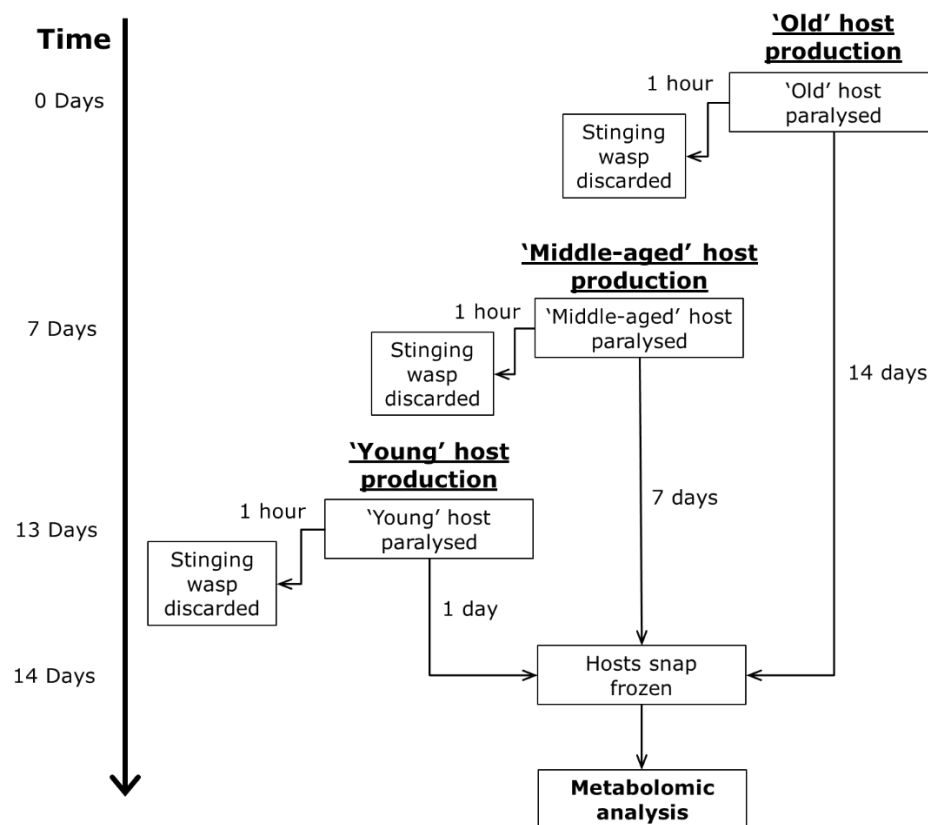 Time
0 Days
7 Days
13 Days
14 Days
‘Old’ host
production
1 hour
‘Old’ host
paralysed
Stinging
wasp
discarded
14 days
‘Middle-aged’ host
production
1 hour
‘Middle-aged’ host
paralysed
Stinging
wasp
discarded
7 days
‘Young’ host
production
1 hour
‘Young’ host
paralysed
Stinging
wasp
discarded
1 day
Hosts snap
frozen
Metabolomic
analysis